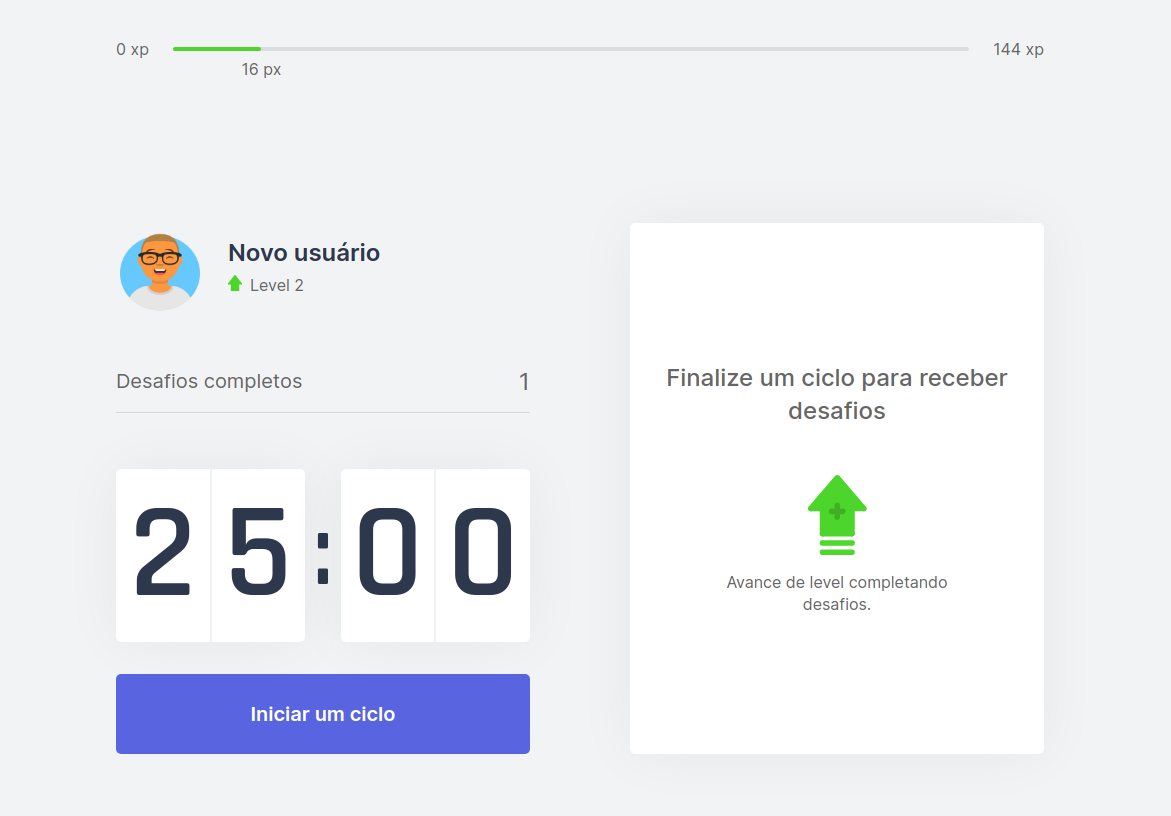 0 xp
144 xp
16 px
Novo usuário
Level 2
Desafios completos
1
25:00
Iniciar um ciclo
Finalize um ciclo para receber
desafios
Avance de level completando
desafios.